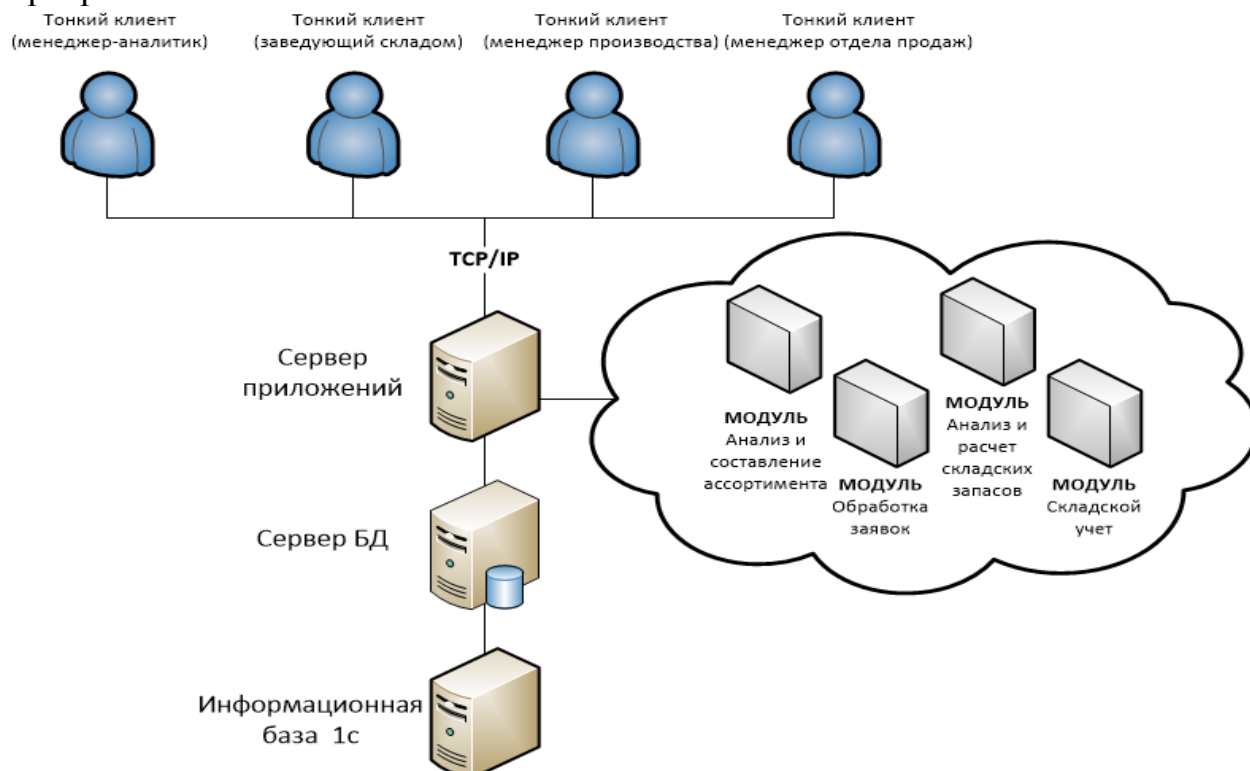 Тонкий клиент
(менеджер-аналитик)
Тонкий клиент
(заведующий складом)
Тонкий клиент
(менеджер производства)
Тонкий клиент
(менеджер отдела продаж)
TCP/IP
Сервер
приложений
МОДУЛЬ
Анализ и
составление
ассортимента
МОДУЛЬ
Обработка
заявок
МОДУЛЬ
Анализ и
расчет
складских
запасов
МОДУЛЬ
Складской
учет
Сервер БД
Информационная
база 1с